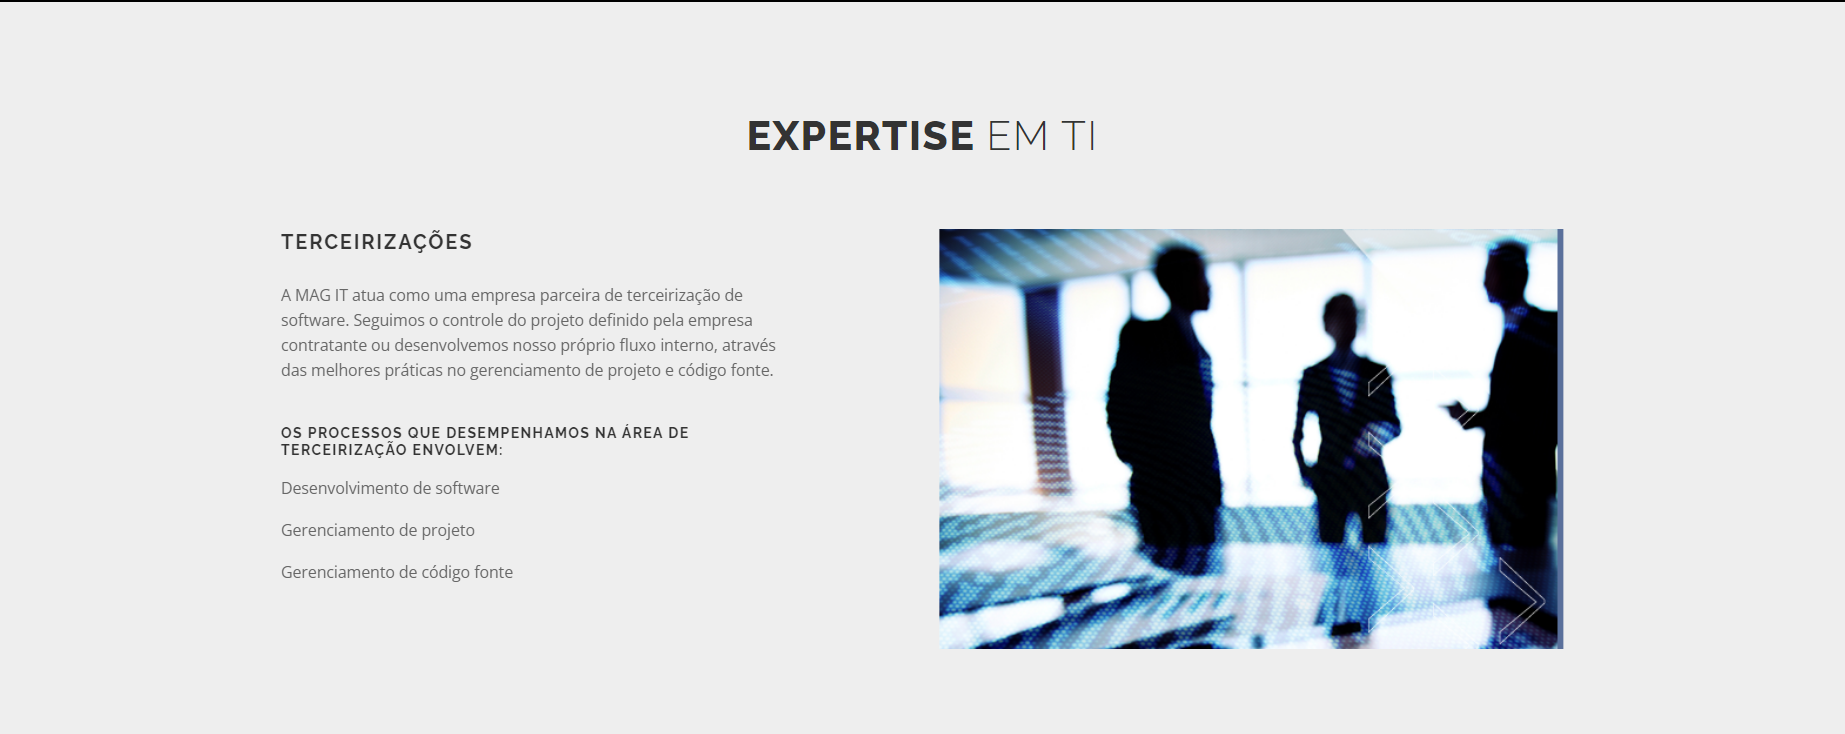 EXPERTISE EM TI
TERCEIRIZAÇÕES
A MAG IT atua como uma empresa parceira de terceirização de
software. Seguimos o controle do projeto definido pela empresa
contratante ou desenvolvemos nosso próprio fluxo interno, através
das melhores práticas no gerenciamento de projeto e código fonte.
OS PROCESSOS QUE DESEMPENHAMOS NA ÁREA DE
TERCEIRIZAÇÃO ENVOLVEM:
Desenvolvimento de software
Gerenciamento de projeto
Gerenciamento de código fonte